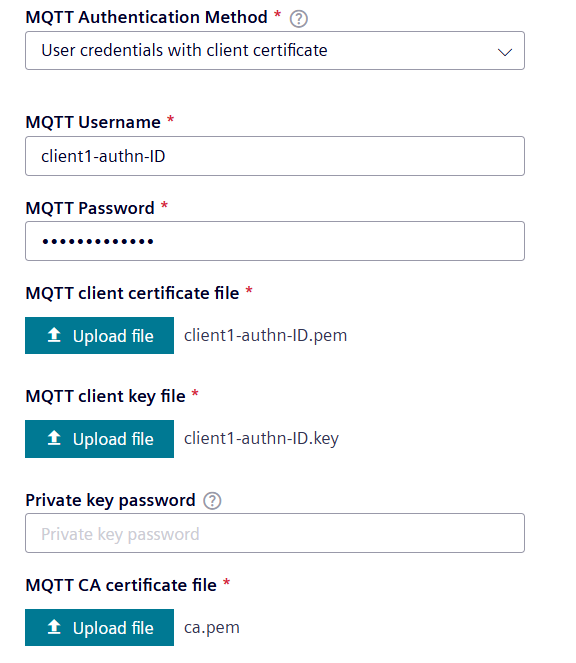 MQTT Authentication Method * ?
User credentials with client certificate
MQTT Username *
client1-authn-ID
MQTT Password *
•••••••••••••
MQTT client certificate file *
Upload file client1-authn-ID.pem
MQTT client key file *
Upload file client1-authn-ID.key
Private key password ?
Private key password
MQTT CA certificate file *
Upload file ca.pem